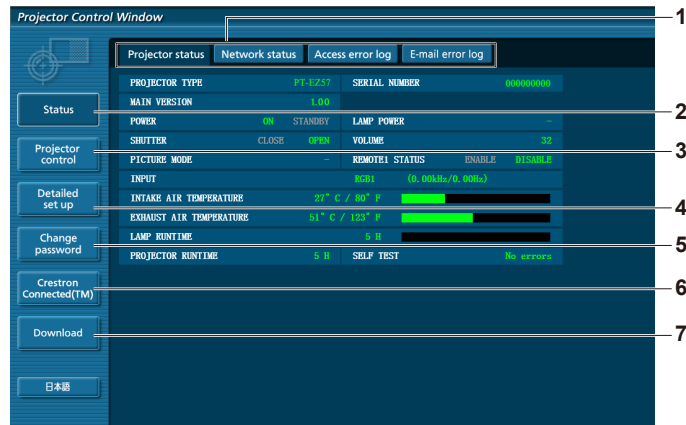 Projector Control Window
1
Projector status Network status Access error log E-mail error log
PROJECTOR TYPE PT-EZ57 SERIAL NUMBER 000000000
MAIN VERSION 1.00
Status
2
POWER ON STANDBY LAMP POWER –
SHUTTER CLOSE OPEN VOLUME 32
Projector
control
3
PICTURE MODE – REMOTE1 STATUS ENABLE DISABLE
INPUT RGB1 (0.00kHz/0.00Hz)
Detailed
set up
4
INTAKE AIR TEMPERATURE 27° C / 80° F
EXHAUST AIR TEMPERATURE 51° C / 123° F
Change
password
5
LAMP RUNTIME 5 H
PROJECTOR RUNTIME 5 H SELF TEST No errors
Crestron
Connected(TM)
6
Download
7
日本語